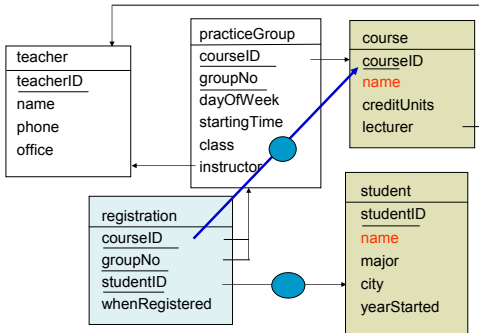 teacher
teacherID
name
phone
office
practiceGroup
courseID
groupNo
dayOfWeek
startingTime
class
instructor
course
courseID
name
creditUnits
lecturer
registration
courseID
groupNo
studentID
whenRegistered
student
studentID
name
major
city
yearStarted